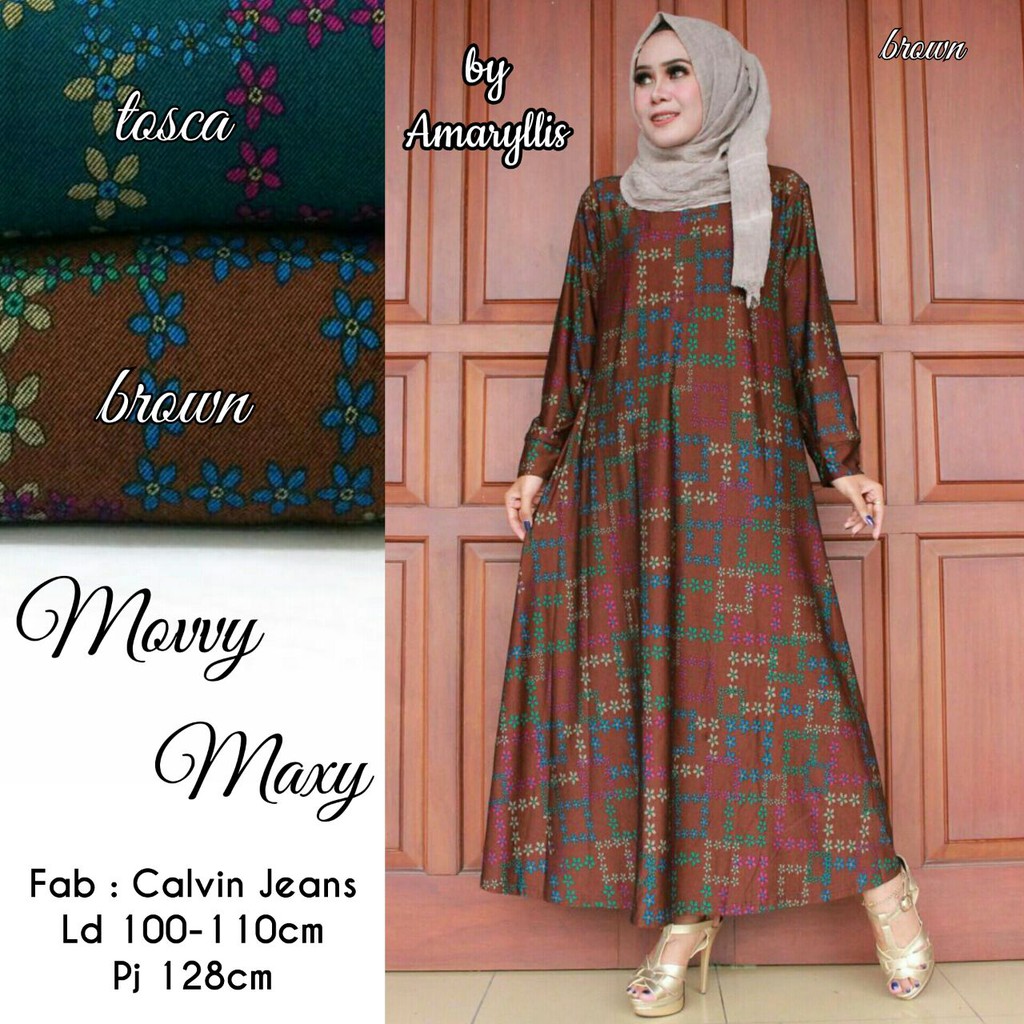 tosca
brown
Movvy
Maxy
Fab : Calvin Jeans
Ld 100-110cm
Pj 128cm
by
Amaryllis
brown